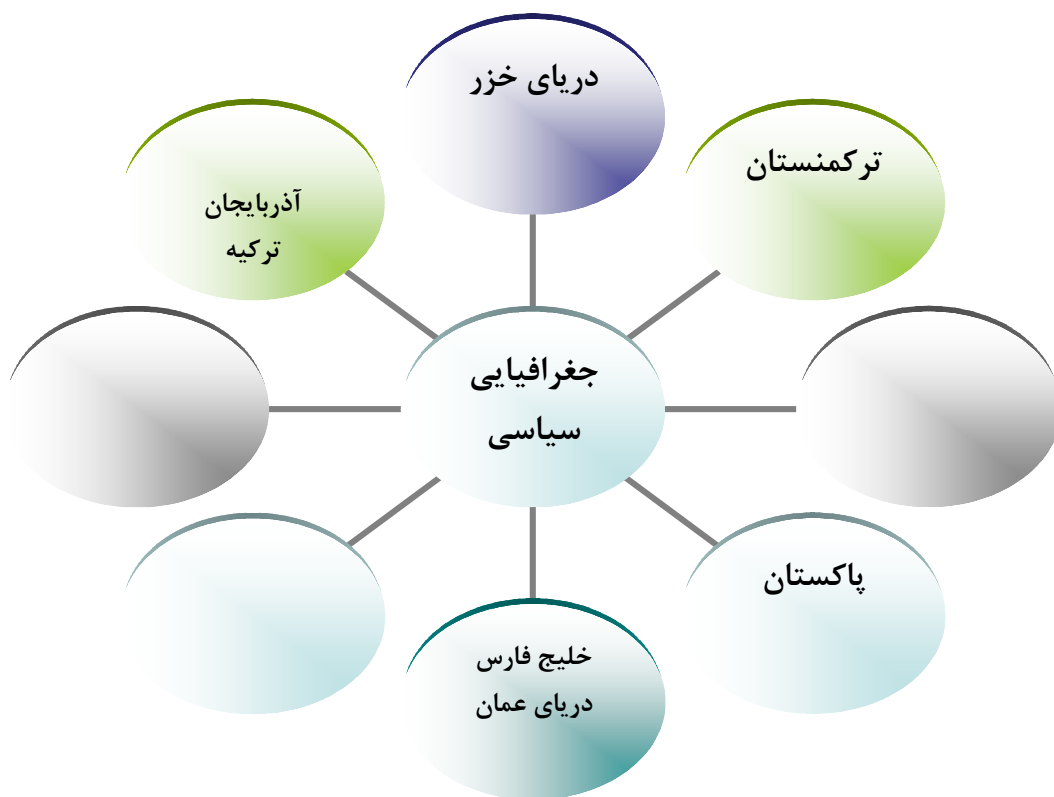 دریای خزر
ترکمنستان
آذربایجان
ترکیه
جغرافیایی
سیاسی
پاکستان
خلیج فارس
دریای عمان